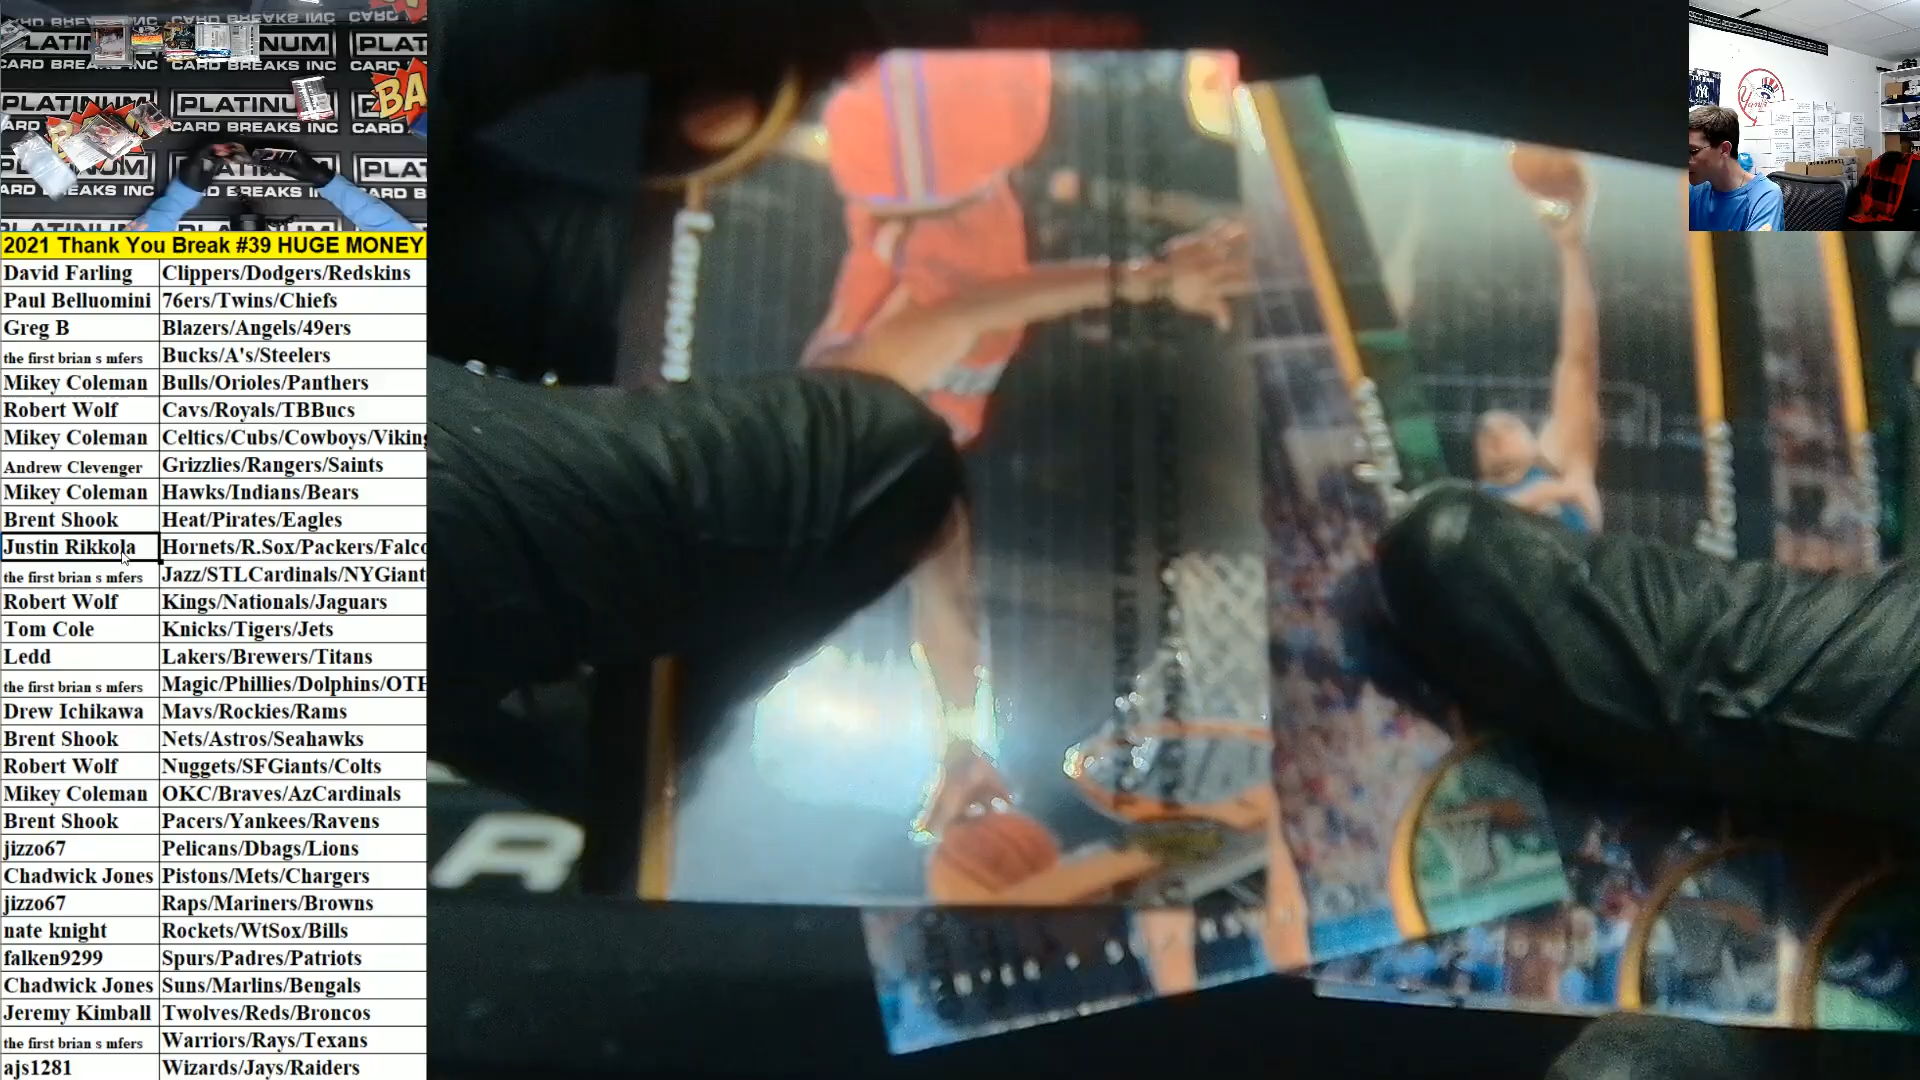 PLATINUM
CARD BREAKS INC
2021 Thank You Break #39 HUGE MONEY
David Farling Clippers/Dodgers/Redskins
Paul Belluomini 76ers/Twins/Chiefs
Greg B Blazers/Angels/49ers
the first brian s mfers Bucks/A's/Steelers
Mikey Coleman Bulls/Orioles/Panthers
Robert Wolf Cavs/Royals/TBBucs
Mikey Coleman Celtics/Cubs/Cowboys/Viking
Andrew Clevenger Grizzlies/Rangers/Saints
Mikey Coleman Hawks/Indians/Bears
Brent Shook Heat/Pirates/Eagles
Justin Rikkola Hornets/R.Sox/Packers/Falco
the first brian s mfers Jazz/STLCardinals/NYGiant
Robert Wolf Kings/Nationals/Jaguars
Tom Cole Knicks/Tigers/Jets
Ledd Lakers/Brewers/Titans
the first brian s mfers Magic/Phillies/Dolphins/OTH
Drew Ichikawa Mavs/Rockies/Rams
Brent Shook Nets/Astros/Seahawks
Robert Wolf Nuggets/SFGiants/Colts
Mikey Coleman OKC/Braves/AzCardinals
Brent Shook Pacers/Yankees/Ravens
jizzo67 Pelicans/Dbags/Lions
Chadwick Jones Pistons/Mets/Chargers
jizzo67 Raps/Mariners/Browns
nate knight Rockets/WtSox/Bills
falken9299 Spurs/Padres/Patriots
Chadwick Jones Suns/Marlins/Bengals
Jeremy Kimball Twolves/Reds/Broncos
the first brian s mfers Warriors/Rays/Texans
ajs1281 Wizards/Jays/Raiders
R